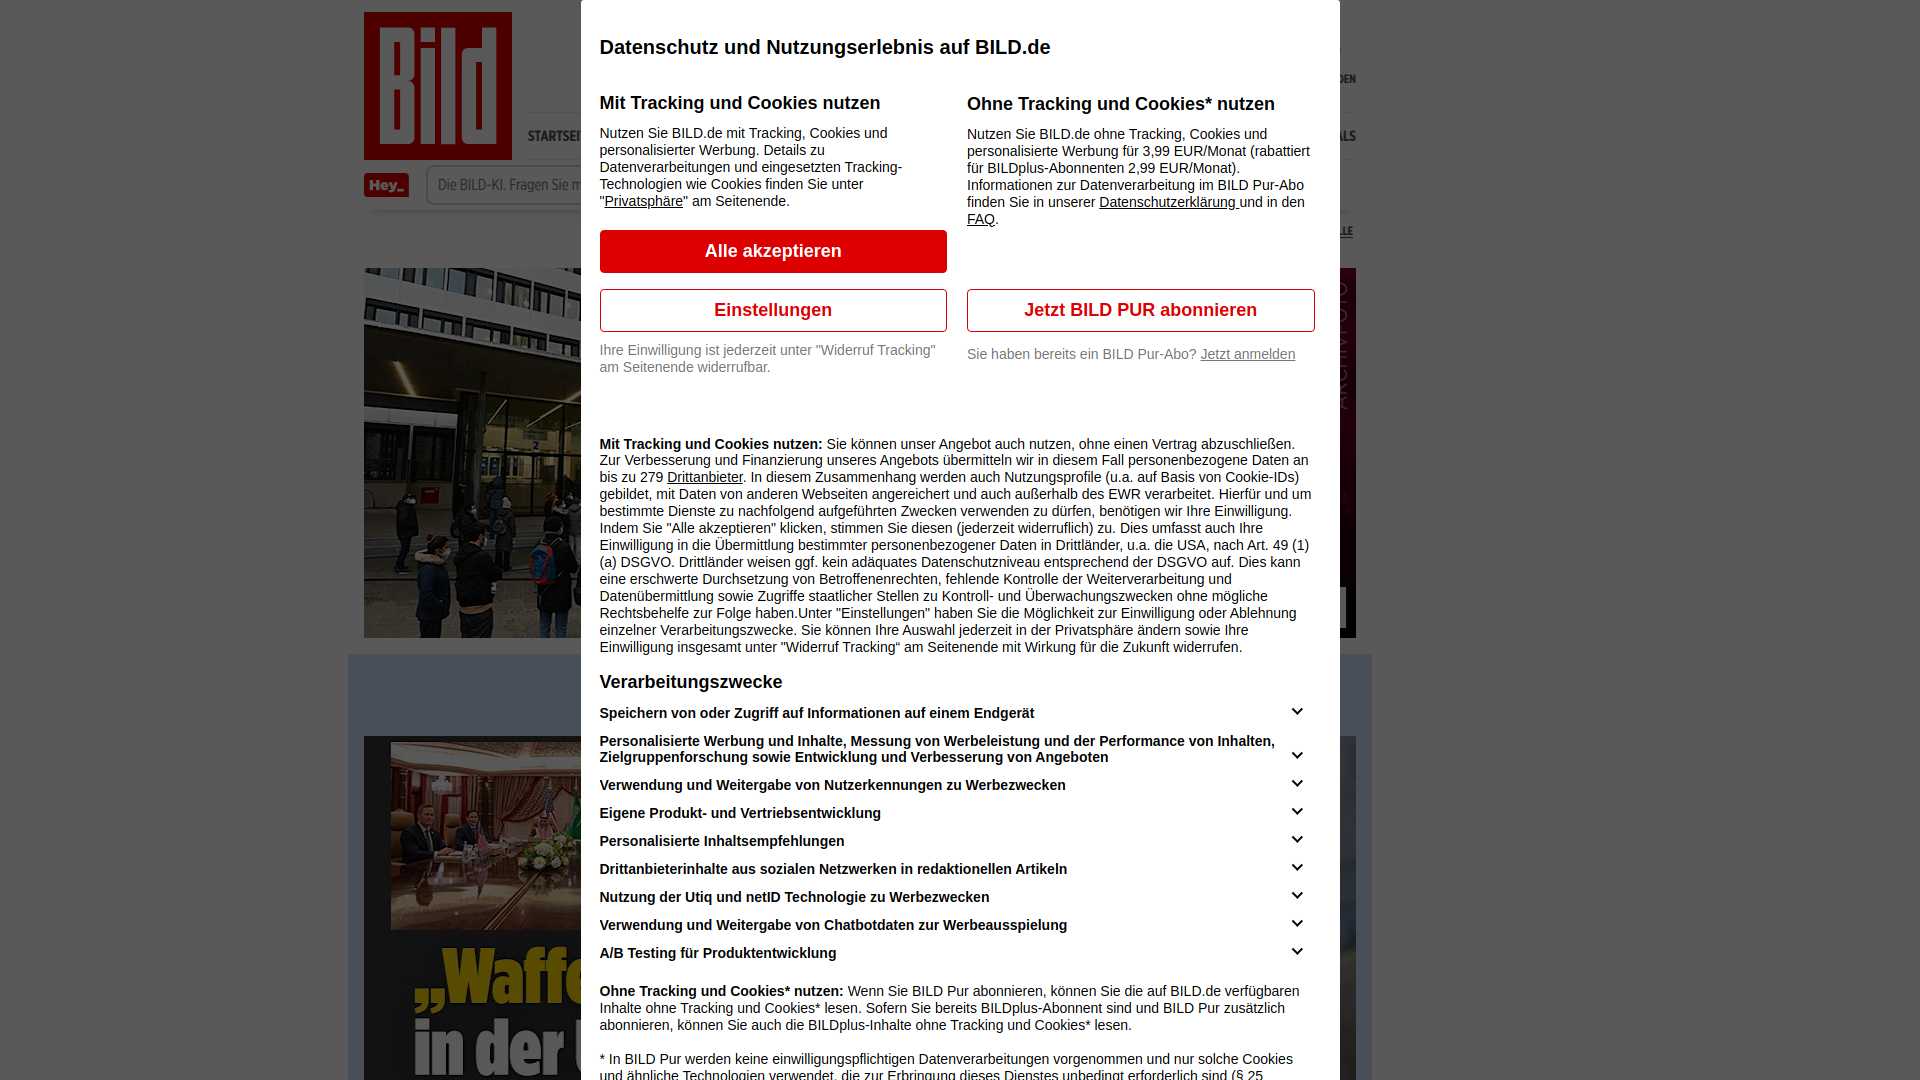 Bild
Datenschutz und Nutzungserlebnis auf BILD.de
Mit Tracking und Cookies nutzen
Nutzen Sie BILD.de mit Tracking, Cookies und
personalisierter Werbung. Details zu
Datenverarbeitungen und eingesetzten Tracking-
Technologien wie Cookies finden Sie unter
"Privatsphäre" am Seitenende.
Alle akzeptieren
Einstellungen
Ihre Einwilligung ist jederzeit unter "Widerruf Tracking"
am Seitenende widerrufbar.
Ohne Tracking und Cookies* nutzen
Nutzen Sie BILD.de ohne Tracking, Cookies und
personalisierte Werbung für 3,99 EUR/Monat (rabattiert
für BILDplus-Abonnenten 2,99 EUR/Monat).
Informationen zur Datenverarbeitung im BILD Pur-Abo
finden Sie in unserer Datenschutzerklärung und in den
FAQ.
Jetzt BILD PUR abonnieren
Sie haben bereits ein BILD Pur-Abo? Jetzt anmelden
Hey_
Die BILD-KI. Fragen Sie
Mit Tracking und Cookies nutzen: Sie können unser Angebot auch nutzen, ohne einen Vertrag abzuschließen.
Zur Verbesserung und Finanzierung unseres Angebots übermitteln wir in diesem Fall personenbezogene Daten an
bis zu 279 Drittanbieter. In diesem Zusammenhang werden auch Nutzungsprofile (u.a. auf Basis von Cookie-IDs)
gebildet, mit Daten von anderen Webseiten angereichert und auch außerhalb des EWR verarbeitet. Hierfür und um
bestimmte Dienste zu nachfolgend aufgeführten Zwecken verwenden zu dürfen, benötigen wir Ihre Einwilligung.
Indem Sie "Alle akzeptieren" klicken, stimmen Sie diesen (jederzeit widerruflich) zu. Dies umfasst auch Ihre
Einwilligung in die Übermittlung bestimmter personenbezogener Daten in Drittländer, u.a. die USA, nach Art. 49 (1)
(a) DSGVO. Drittländer weisen ggf. kein adäquates Datenschutzniveau entsprechend der DSGVO auf. Dies kann
eine erschwerte Durchsetzung von Betroffenenrechten, fehlende Kontrolle der Weiterverarbeitung und
Datenübermittlung sowie Zugriffe staatlicher Stellen zu Kontroll- und Überwachungszwecken ohne mögliche
Rechtsbehelfe zur Folge haben.Unter "Einstellungen" haben Sie die Möglichkeit zur Einwilligung oder Ablehnung
einzelner Verarbeitungszwecke. Sie können Ihre Auswahl jederzeit in der Privatsphäre ändern sowie Ihre
Einwilligung insgesamt unter "Widerruf Tracking“ am Seitenende mit Wirkung für die Zukunft widerrufen.
Verarbeitungszwecke
Speichern von oder Zugriff auf Informationen auf einem Endgerät
Personalisierte Werbung und Inhalte, Messung von Werbeleistung und der Performance von Inhalten,
Zielgruppenforschung sowie Entwicklung und Verbesserung von Angeboten
Verwendung und Weitergabe von Nutzerkennungen zu Werbezwecken
Eigene Produkt- und Vertriebsentwicklung
Personalisierte Inhaltsempfehlungen
Drittanbieterinhalte aus sozialen Netzwerken in redaktionellen Artikeln
Nutzung der Utiq und netID Technologie zu Werbezwecken
Verwendung und Weitergabe von Chatbotdaten zur Werbeausspielung
A/B Testing für Produktentwicklung
„Waffe
in der
Ohne Tracking und Cookies* nutzen: Wenn Sie BILD Pur abonnieren, können Sie die auf BILD.de verfügbaren
Inhalte ohne Tracking und Cookies* lesen. Sofern Sie bereits BILDplus-Abonnent sind und BILD Pur zusätzlich
abonnieren, können Sie auch die BILDplus-Inhalte ohne Tracking und Cookies* lesen.
* In BILD Pur werden keine einwilligungspflichtigen Datenverarbeitungen vorgenommen und nur solche Cookies
und ähnliche Technologien verwendet, die zur Erbringung dieses Dienstes unbedingt erforderlich sind (§ 25